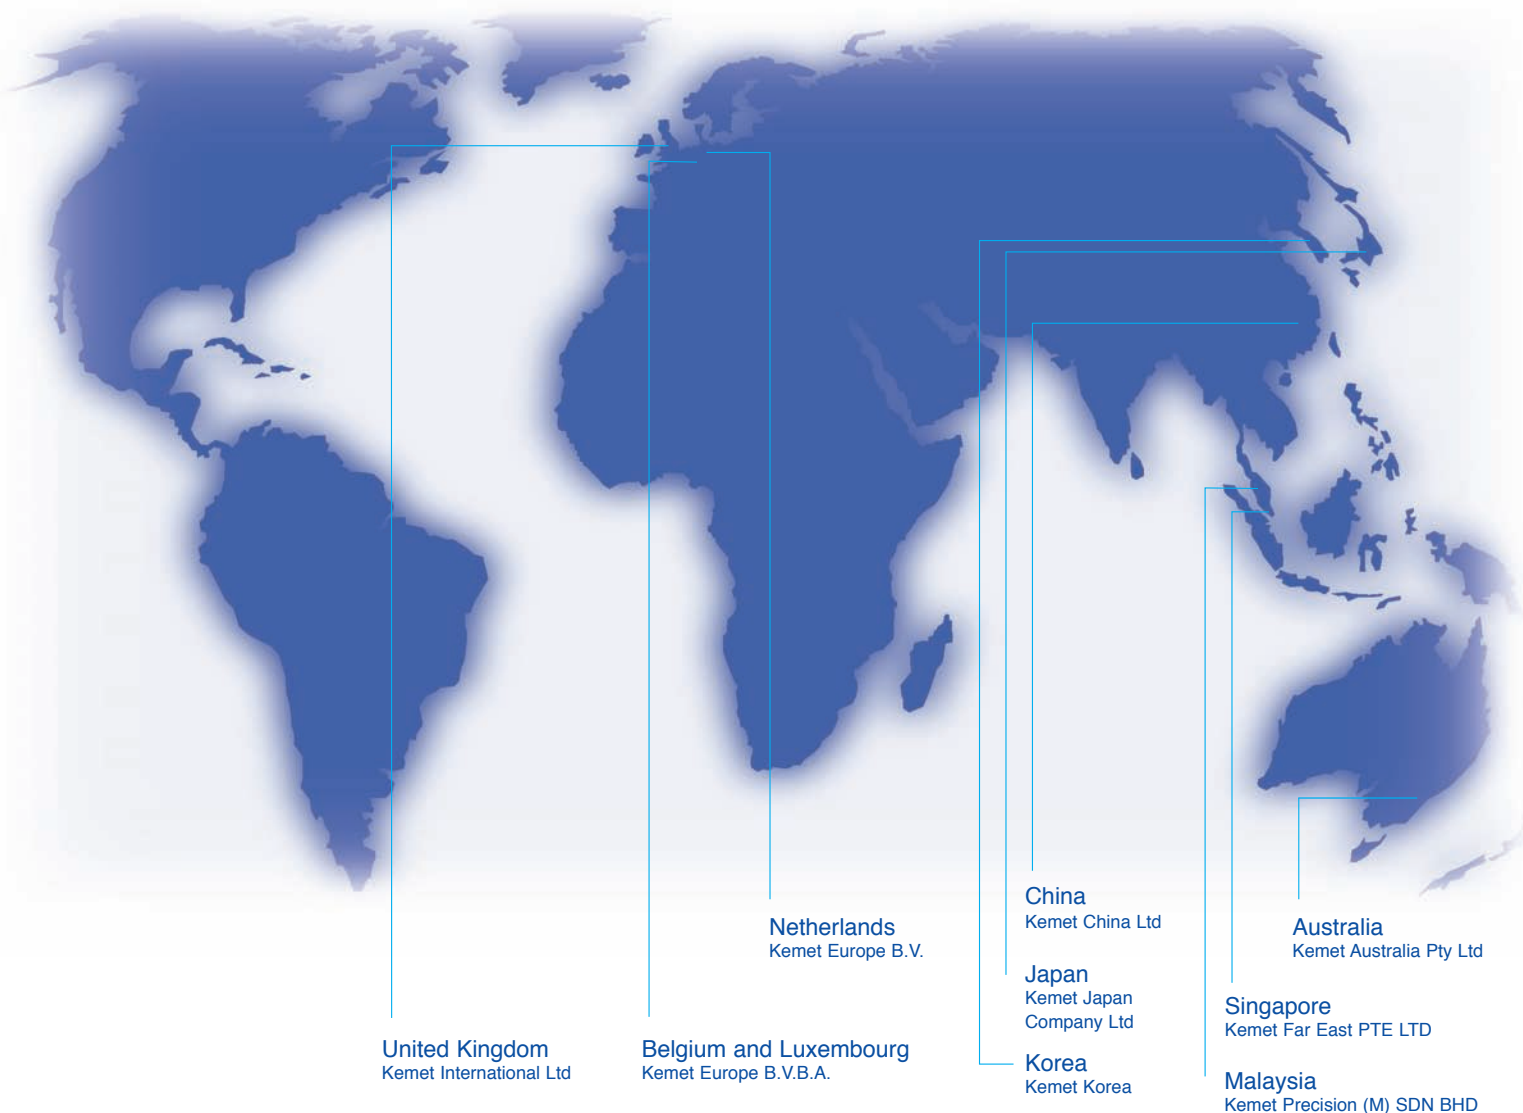 United Kingdom
Kemet International Ltd
Belgium and Luxembourg
Kemet Europe B.V.B.A.
Netherlands
Kemet Europe B.V.
China
Kemet China Ltd
Japan
Kemet Japan
Company Ltd
Korea
Kemet Korea
Australia
Kemet Australia Pty Ltd
Singapore
Kemet Far East PTE LTD
Malaysia
Kemet Precision (M) SDN BHD